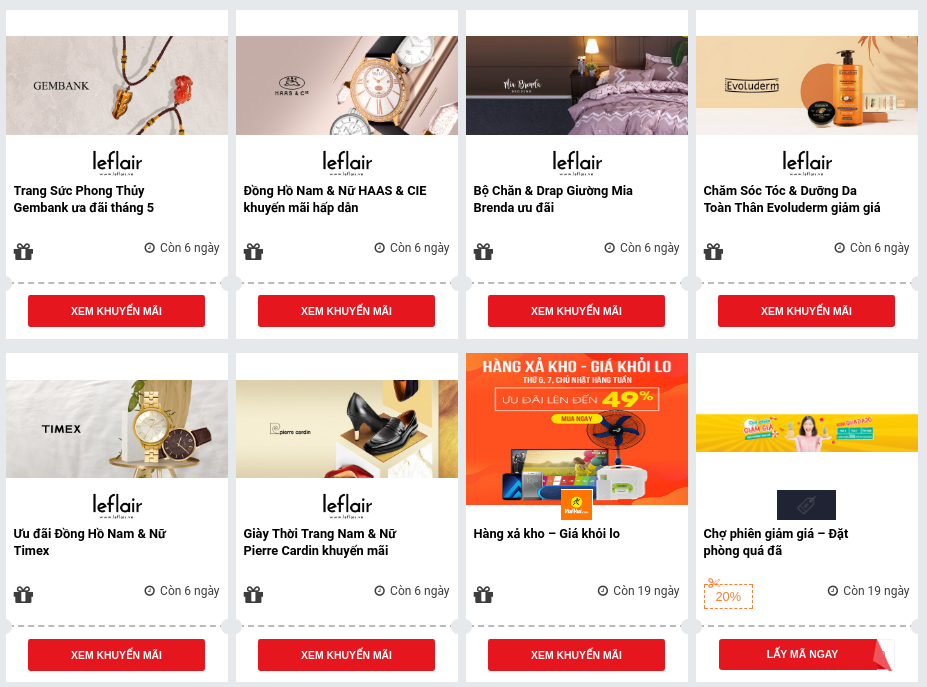 GEMBANK
leflair
www.leflair.vn
Trang Sức Phong Thủy
Gembank ưa đãi tháng 5
Còn 6 ngày
XEM KHUYẾN MÃI
HAAS & Cie
leflair
www.leflair.vn
Đồng Hồ Nam & Nữ HAAS & CIE
khuyến mãi hấp dẫn
Còn 6 ngày
XEM KHUYẾN MÃI
Mia Brenda
leflair
www.leflair.vn
Bộ Chăn & Drap Giường Mia
Brenda ưu đãi
Còn 6 ngày
XEM KHUYẾN MÃI
Evoluderm
leflair
www.leflair.vn
Chăm Sóc Tóc & Dưỡng Da
Toàn Thân Evoluderm giảm giá
Còn 6 ngày
XEM KHUYẾN MÃI
TIMEX
leflair
www.leflair.vn
Ưu đãi Đồng Hồ Nam & Nữ
Timex
Còn 6 ngày
XEM KHUYẾN MÃI
pierre cardin
leflair
www.leflair.vn
Giày Thời Trang Nam & Nữ
Pierre Cardin khuyến mãi
Còn 6 ngày
XEM KHUYẾN MÃI
HÀNG XẢ KHO - GIÁ KHỎI LO
THỨ 6, 7, CHỦ NHẬT HÀNG TUẦN
ƯU ĐÃI LÊN ĐẾN 49%
MUA NGAY
Hàng xả kho – Giá khỏi lo
Còn 19 ngày
XEM KHUYẾN MÃI
GIẢM GIÁ
Chợ phiên giảm giá – Đặt
phòng quá đã
20%
Còn 19 ngày
LẤY MÃ NGAY